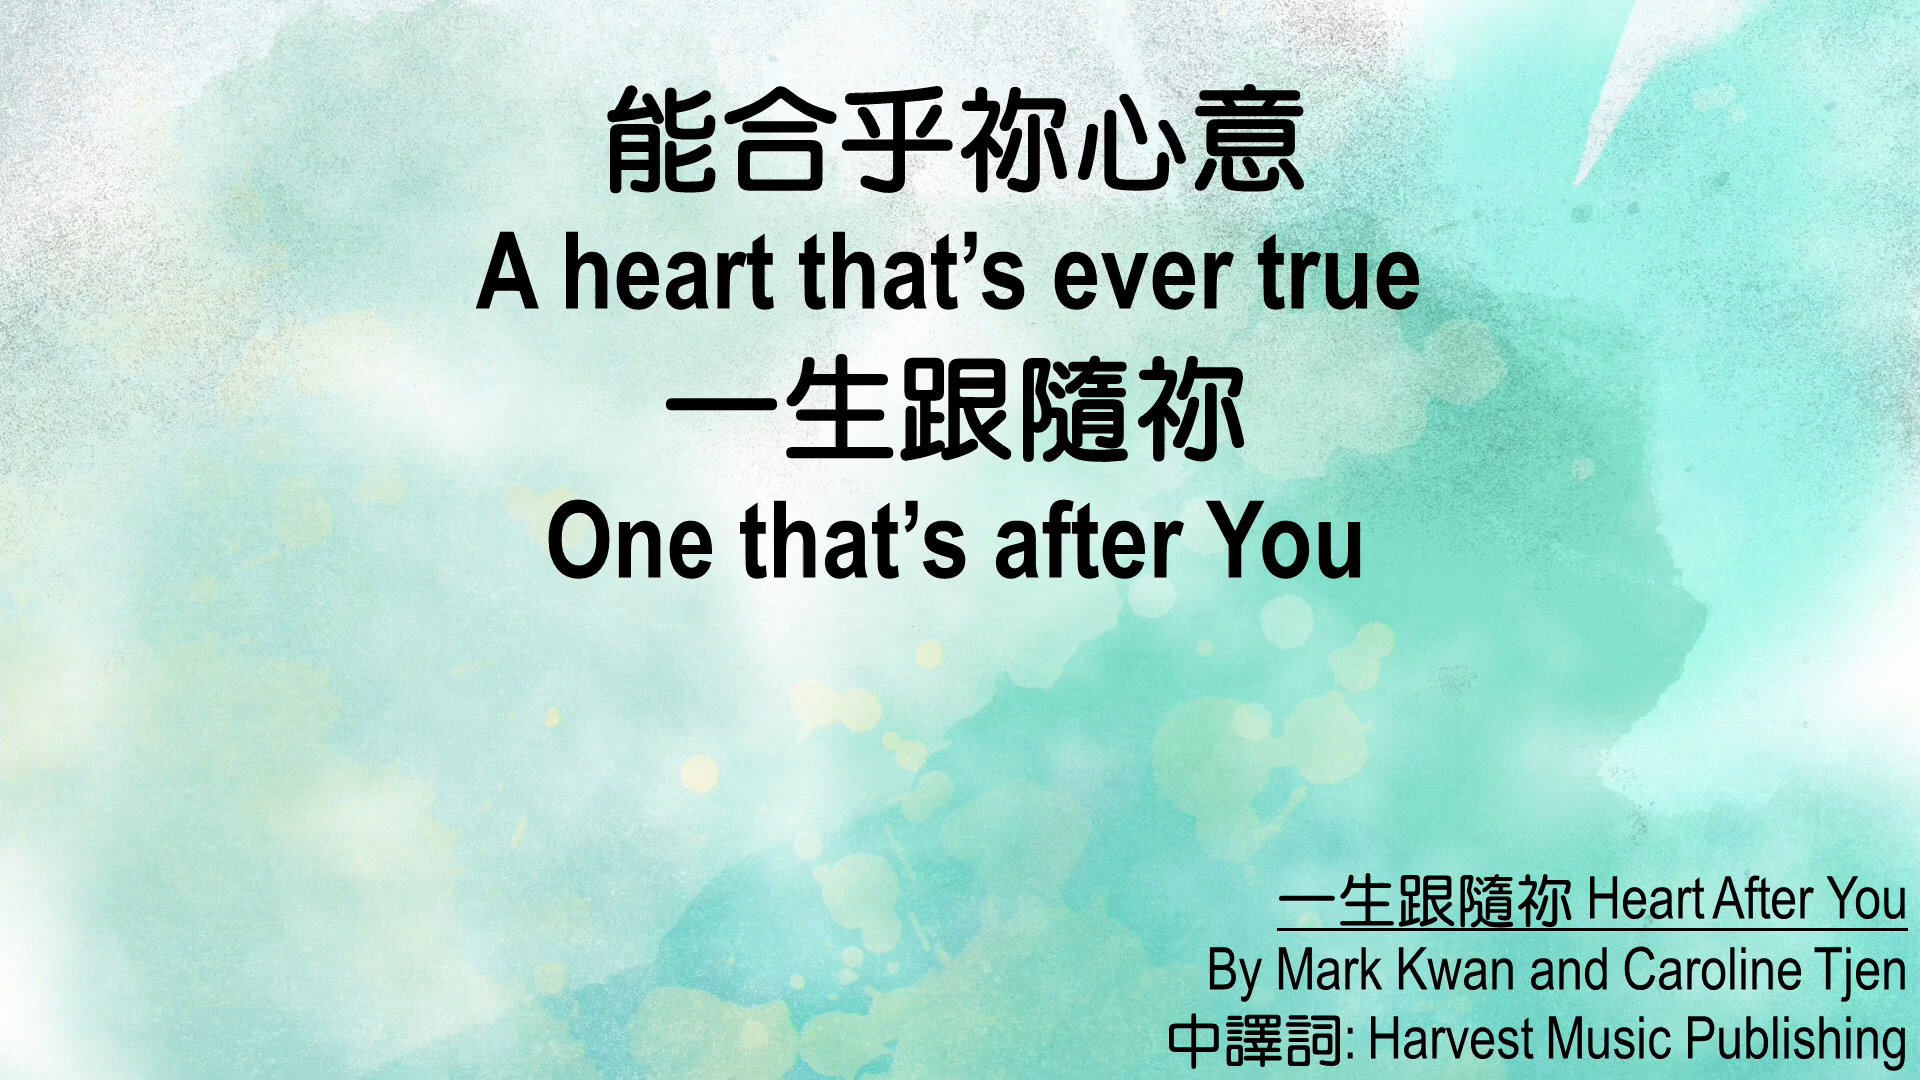 能合乎祢心意
A heart that’s ever true
一生跟隨祢
One that’s after You
一生跟隨祢 Heart After You
By Mark Kwan and Caroline Tjen
中譯詞: Harvest Music Publishing